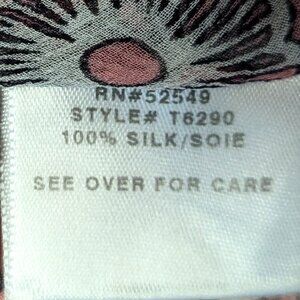 RN#52549
STYLE# T6290
100% SILK/SOIE
SEE OVER FOR CARE